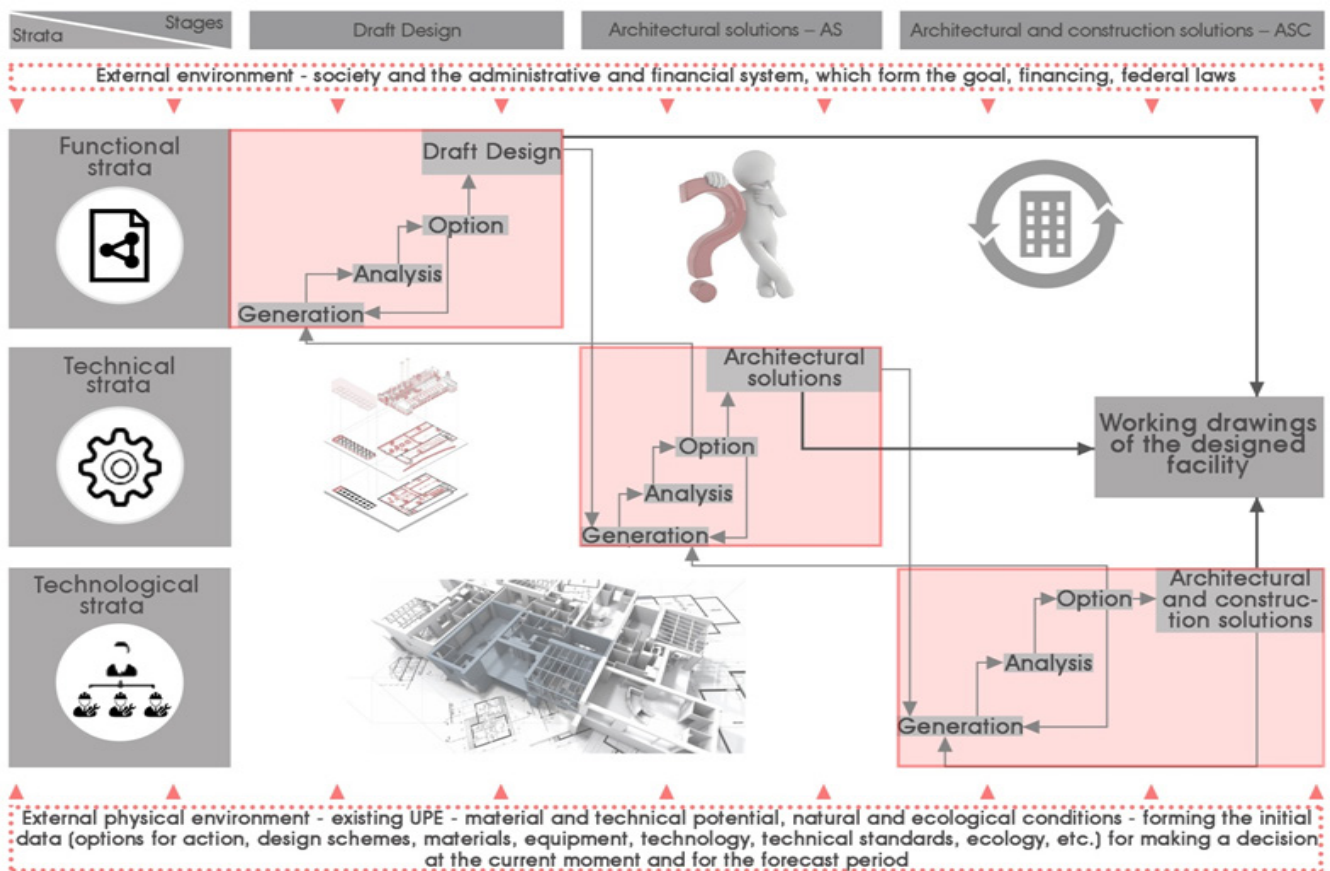 Stages
Strata
Draft Design
Architectural solutions – AS
Architectural and construction solutions – ASC
External environment - society and the administrative and financial system, which form the goal, financing, federal laws
Functional
strata
Draft Design
Option
Analysis
Generation
Technical
strata
Architectural
solutions
Option
Analysis
Generation
Working drawings
of the designed
facility
Technological
strata
Architectural
and construc-
tion solutions
Option
Analysis
Generation
External physical environment - existing UPE - material and technical potential, natural and ecological conditions - forming the initial
data (options for action, design schemes, materials, equipment, technology, technical standards, ecology, etc.) for making a decision
at the current moment and for the forecast period